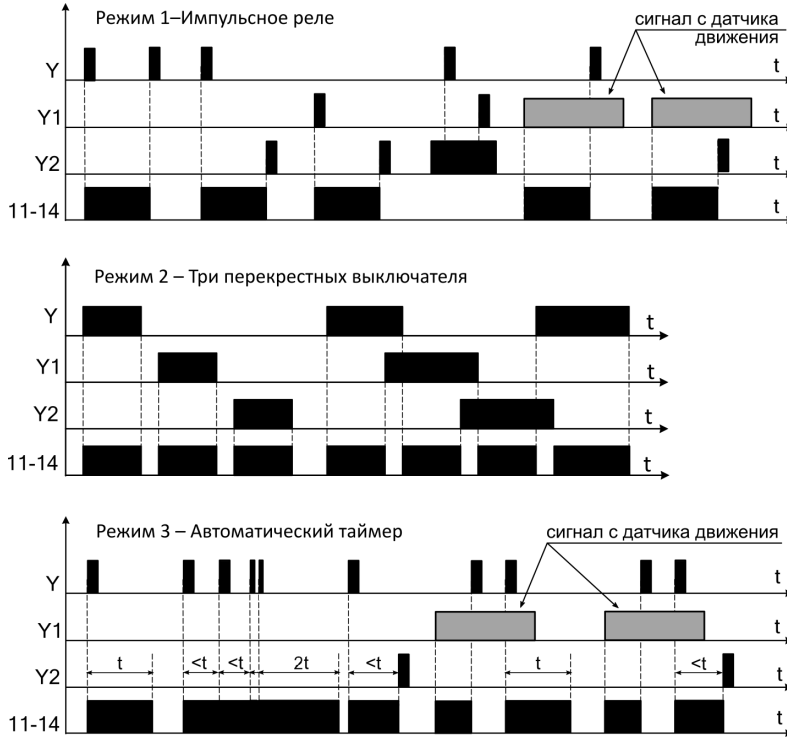 Режим 1–Импульсное реле
сигнал с датчика
движения
Y t
Y1 t
Y2 t
11-14 t
Режим 2 – Три перекрестных выключателя
Y t
Y1 t
Y2 t
11-14 t
Режим 3 – Автоматический таймер
сигнал с датчика движения
Y t
Y1 t
Y2 t <t <t 2t <t t <t t
11-14 t